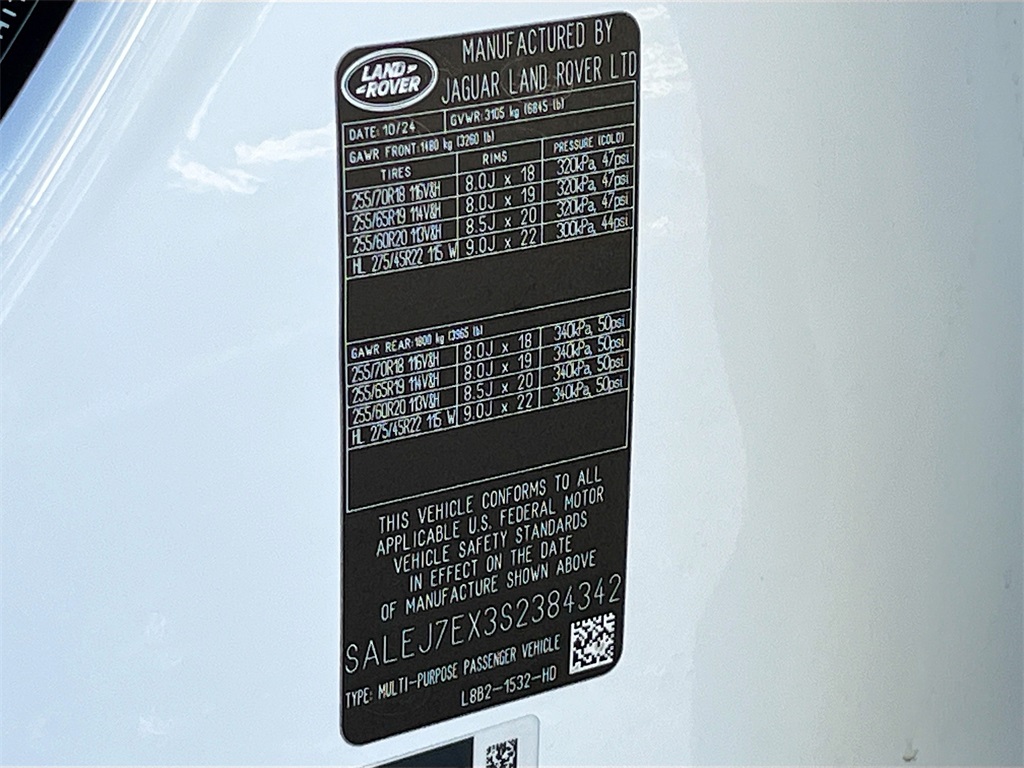 LAND
ROVER
MANUFACTURED BY
JAGUAR LAND ROVER LTD
DATE: 10/24 GVWR: 3105 kg (6845 lb)
GAWR FRONT: 1480 kg (3260 lb)
TIRES RIMS PRESSURE (COLD)
255/70R18 116V&H 8.0J x 18 320kPa, 47psi
255/65R19 114V&H 8.0J x 19 320kPa, 47psi
255/60R20 113V&H 8.5J x 20 320kPa, 47psi
HL 275/45R22 115 W 9.0J x 22 300kPa, 44psi
GAWR REAR: 1800 kg (3965 lb)
255/70R18 116V&H 8.0J x 18 340kPa, 50psi
255/65R19 114V&H 8.0J x 19 340kPa, 50psi
255/60R20 113V&H 8.5J x 20 340kPa, 50psi
HL 275/45R22 115 W 9.0J x 22 340kPa, 50psi
THIS VEHICLE CONFORMS TO ALL
APPLICABLE U.S. FEDERAL MOTOR
VEHICLE SAFETY STANDARDS
IN EFFECT ON THE DATE
OF MANUFACTURE SHOWN ABOVE
SALEJ7EX3S2384342
TYPE: MULTI-PURPOSE PASSENGER VEHICLE
L8B2-1532-HD